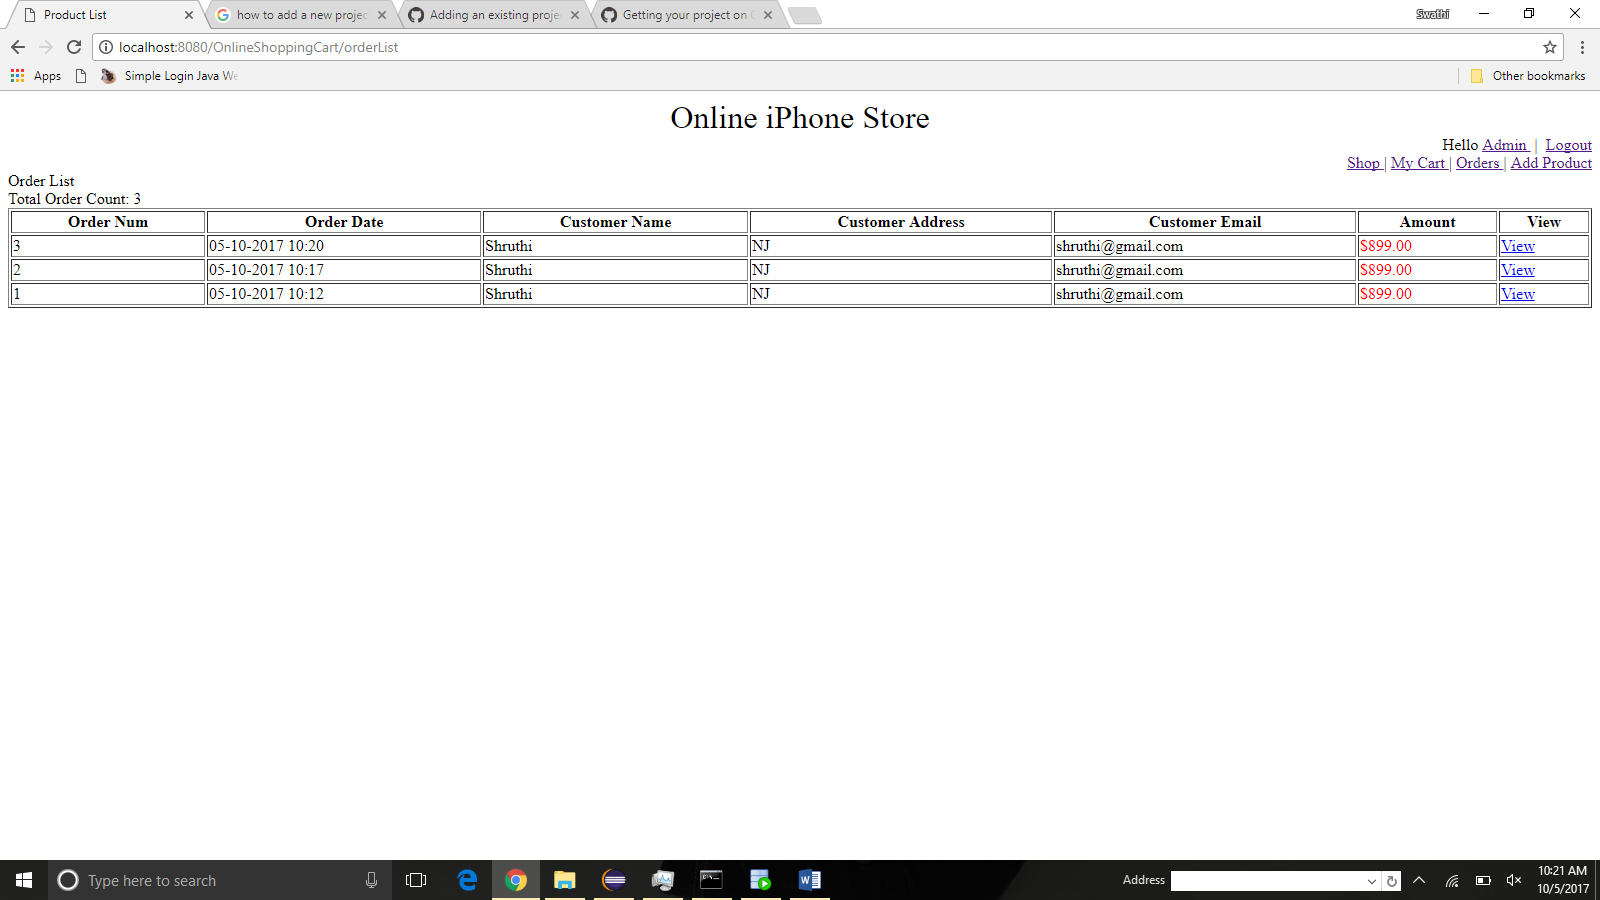 Product List
how to add a new projec
Adding an existing proje
Getting your project on
Swathi
localhost:8080/OnlineShoppingCart/orderList
Apps
Simple Login Java We
Other bookmarks
Online iPhone Store
Hello Admin | Logout
Shop | My Cart | Orders | Add Product
Order List
Total Order Count: 3
Order Num Order Date Customer Name Customer Address Customer Email Amount View
3 05-10-2017 10:20 Shruthi NJ shruthi@gmail.com $899.00 View
2 05-10-2017 10:17 Shruthi NJ shruthi@gmail.com $899.00 View
1 05-10-2017 10:12 Shruthi NJ shruthi@gmail.com $899.00 View
Type here to search
Address
10:21 AM
10/5/2017